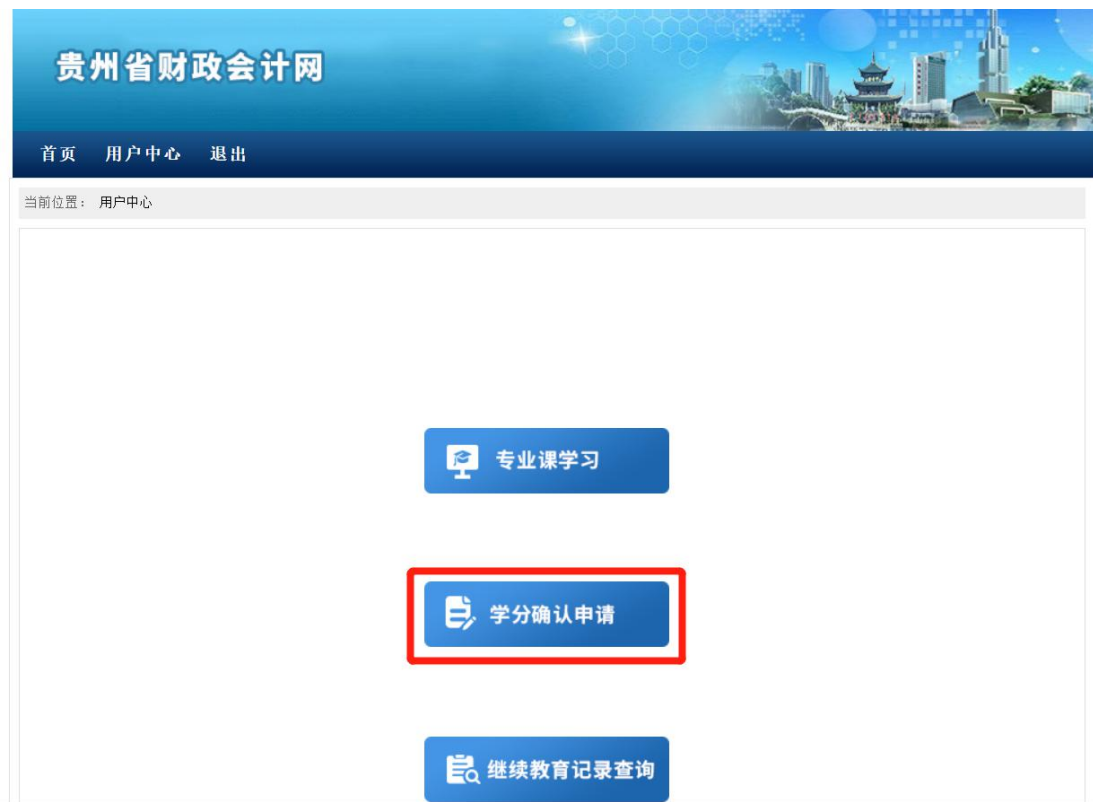 贵州省财政会计网
首页 用户中心 退出
当前位置： 用户中心
专业课学习
学分确认申请
继续教育记录查询